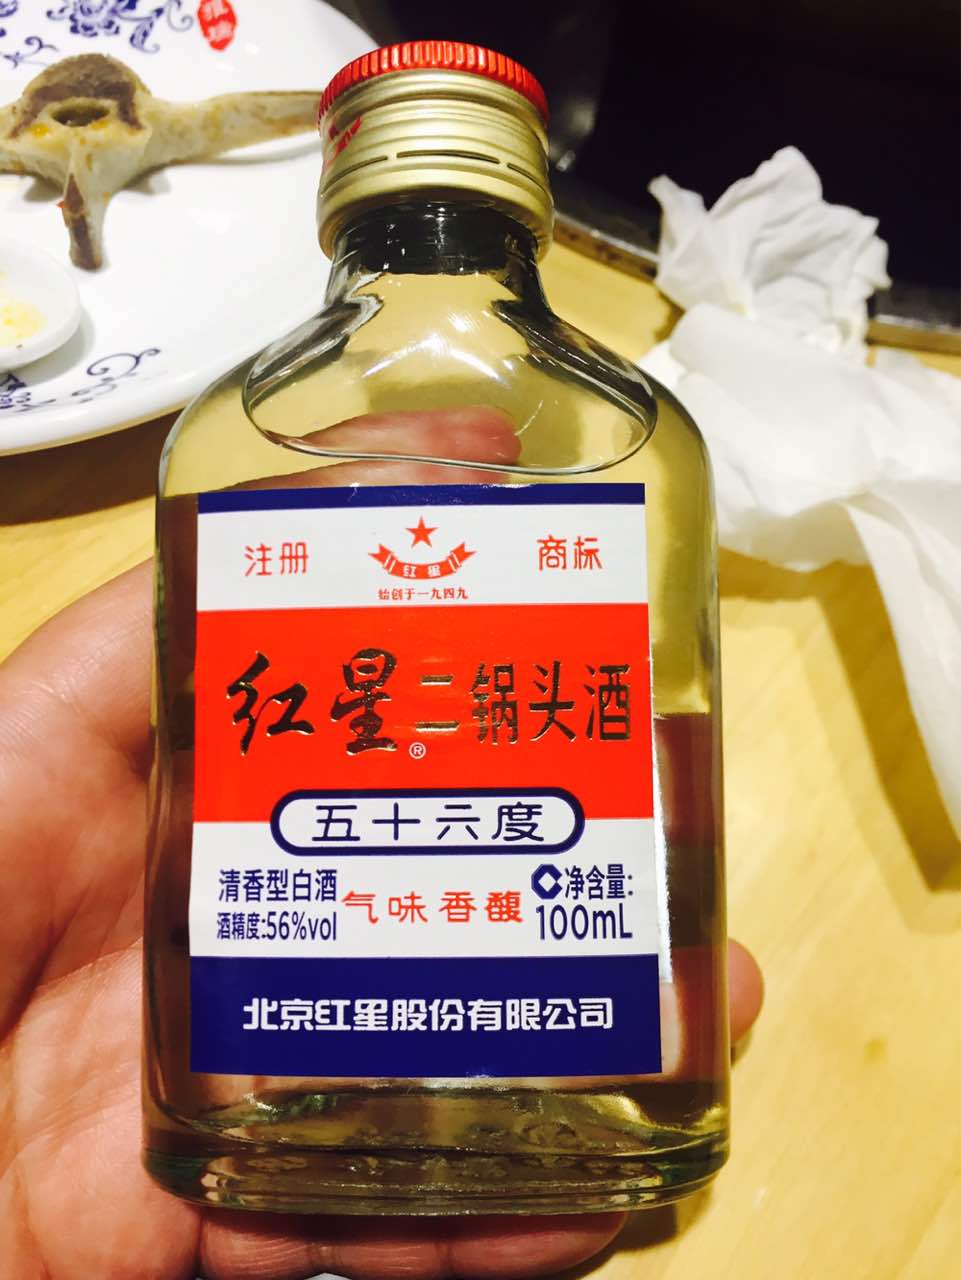 注册
商标
红星
始创于一九四九
红星二锅头酒
®
五十六度
清香型白酒
酒精度:56%vol
气味香馥
净含量:
100mL
北京红星股份有限公司